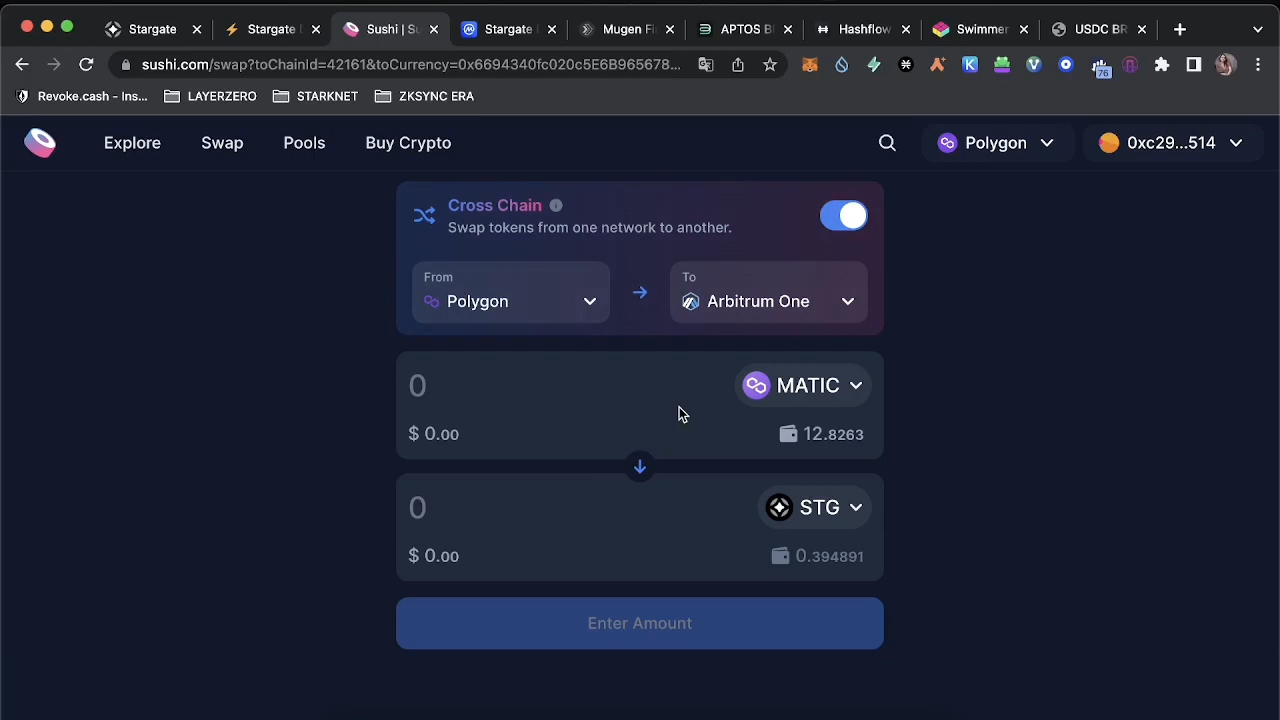 Stargate
Stargate
Sushi | Su
Stargate
Mugen Fi
APTOS B
Hashflow
Swimmer
USDC BR
sushi.com/swap?toChainId=42161&toCurrency=0x6694340fc020c5E6B965678...
76
Revoke.cash - Ins...
LAYERZERO
STARKNET
ZKSYNC ERA
Explore
Swap
Pools
Buy Crypto
Polygon
0xc29...514
Cross Chain
Swap tokens from one network to another.
From
Polygon
To
Arbitrum One
0
MATIC
$ 0.00
12.8263
0
STG
$ 0.00
0.394891
Enter Amount